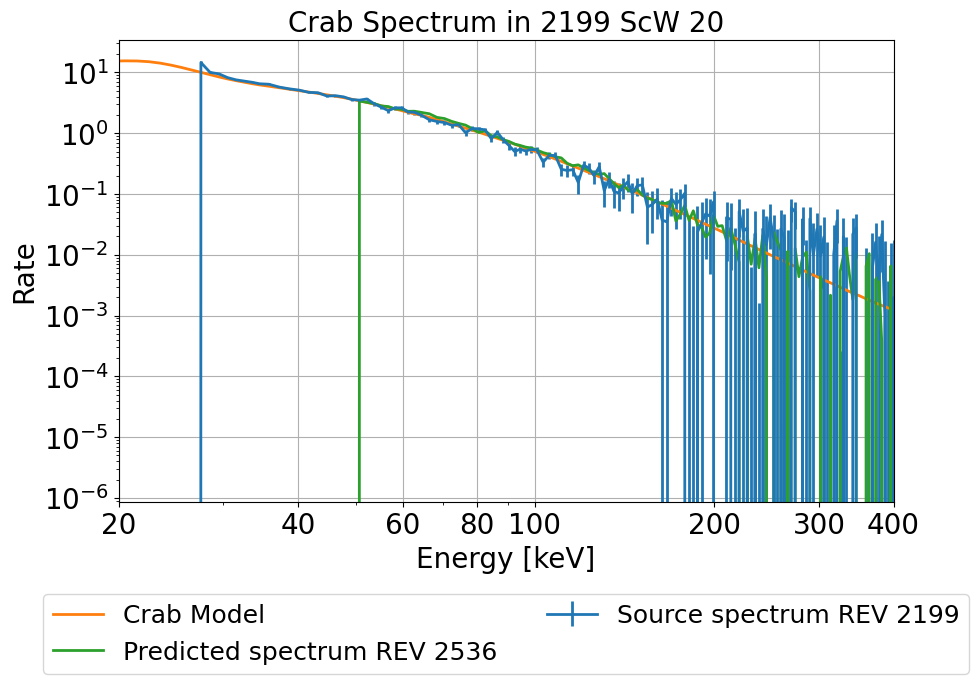 Crab Spectrum in 2199 ScW 20
Rate
10¹
10⁰
10⁻¹
10⁻²
10⁻³
10⁻⁴
10⁻⁵
10⁻⁶
20 40 60 80 100 200 300 400
Energy [keV]
Crab Model
Predicted spectrum REV 2536
Source spectrum REV 2199